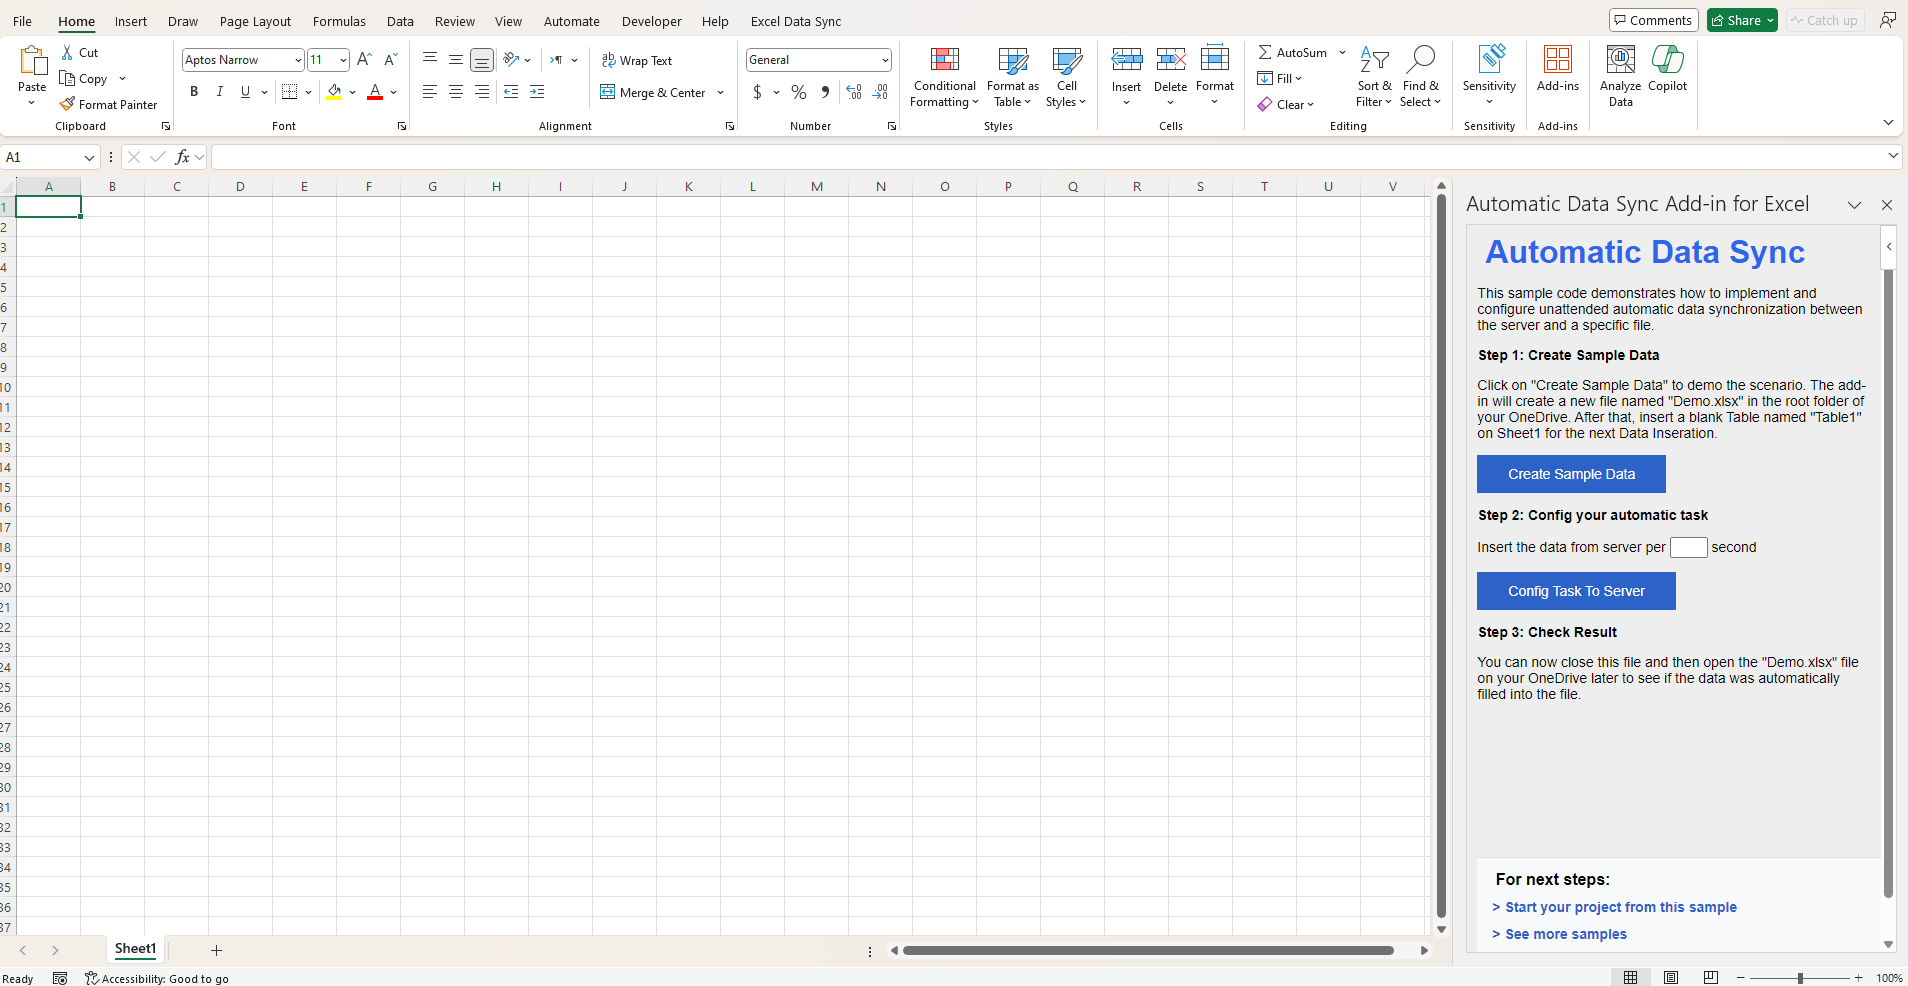 File Home Insert Draw Page Layout Formulas Data Review View Automate Developer Help Excel Data Sync Comments Share Catch up
Paste Cut Copy Format Painter Clipboard
Aptos Narrow 11 A A B I U A Font
ab Wrap Text Merge & Center Alignment
General $ % 9 Number
Conditional Formatting Format as Table Cell Styles Styles
Insert Delete Format Cells
AutoSum Fill Clear Sort & Filter Find & Select Editing
Sensitivity Sensitivity
Add-ins Add-ins
Analyze Data Copilot
A1 fx
A B C D E F G H I J K L M N O P Q R S T U V
1
2
3
4
5
6
7
8
9
10
11
12
13
14
15
16
17
18
19
20
21
22
23
24
25
26
27
28
29
30
31
32
33
34
35
36
37
Automatic Data Sync Add-in for Excel
Automatic Data Sync
This sample code demonstrates how to implement and
configure unattended automatic data synchronization between
the server and a specific file.
Step 1: Create Sample Data
Click on "Create Sample Data" to demo the scenario. The add-
in will create a new file named "Demo.xlsx" in the root folder of
your OneDrive. After that, insert a blank Table named "Table1"
on Sheet1 for the next Data Inseration.
Create Sample Data
Step 2: Config your automatic task
Insert the data from server per second
Config Task To Server
Step 3: Check Result
You can now close this file and then open the "Demo.xlsx" file
on your OneDrive later to see if the data was automatically
filled into the file.
For next steps:
> Start your project from this sample
> See more samples
Sheet1 +
Ready Accessibility: Good to go 100%